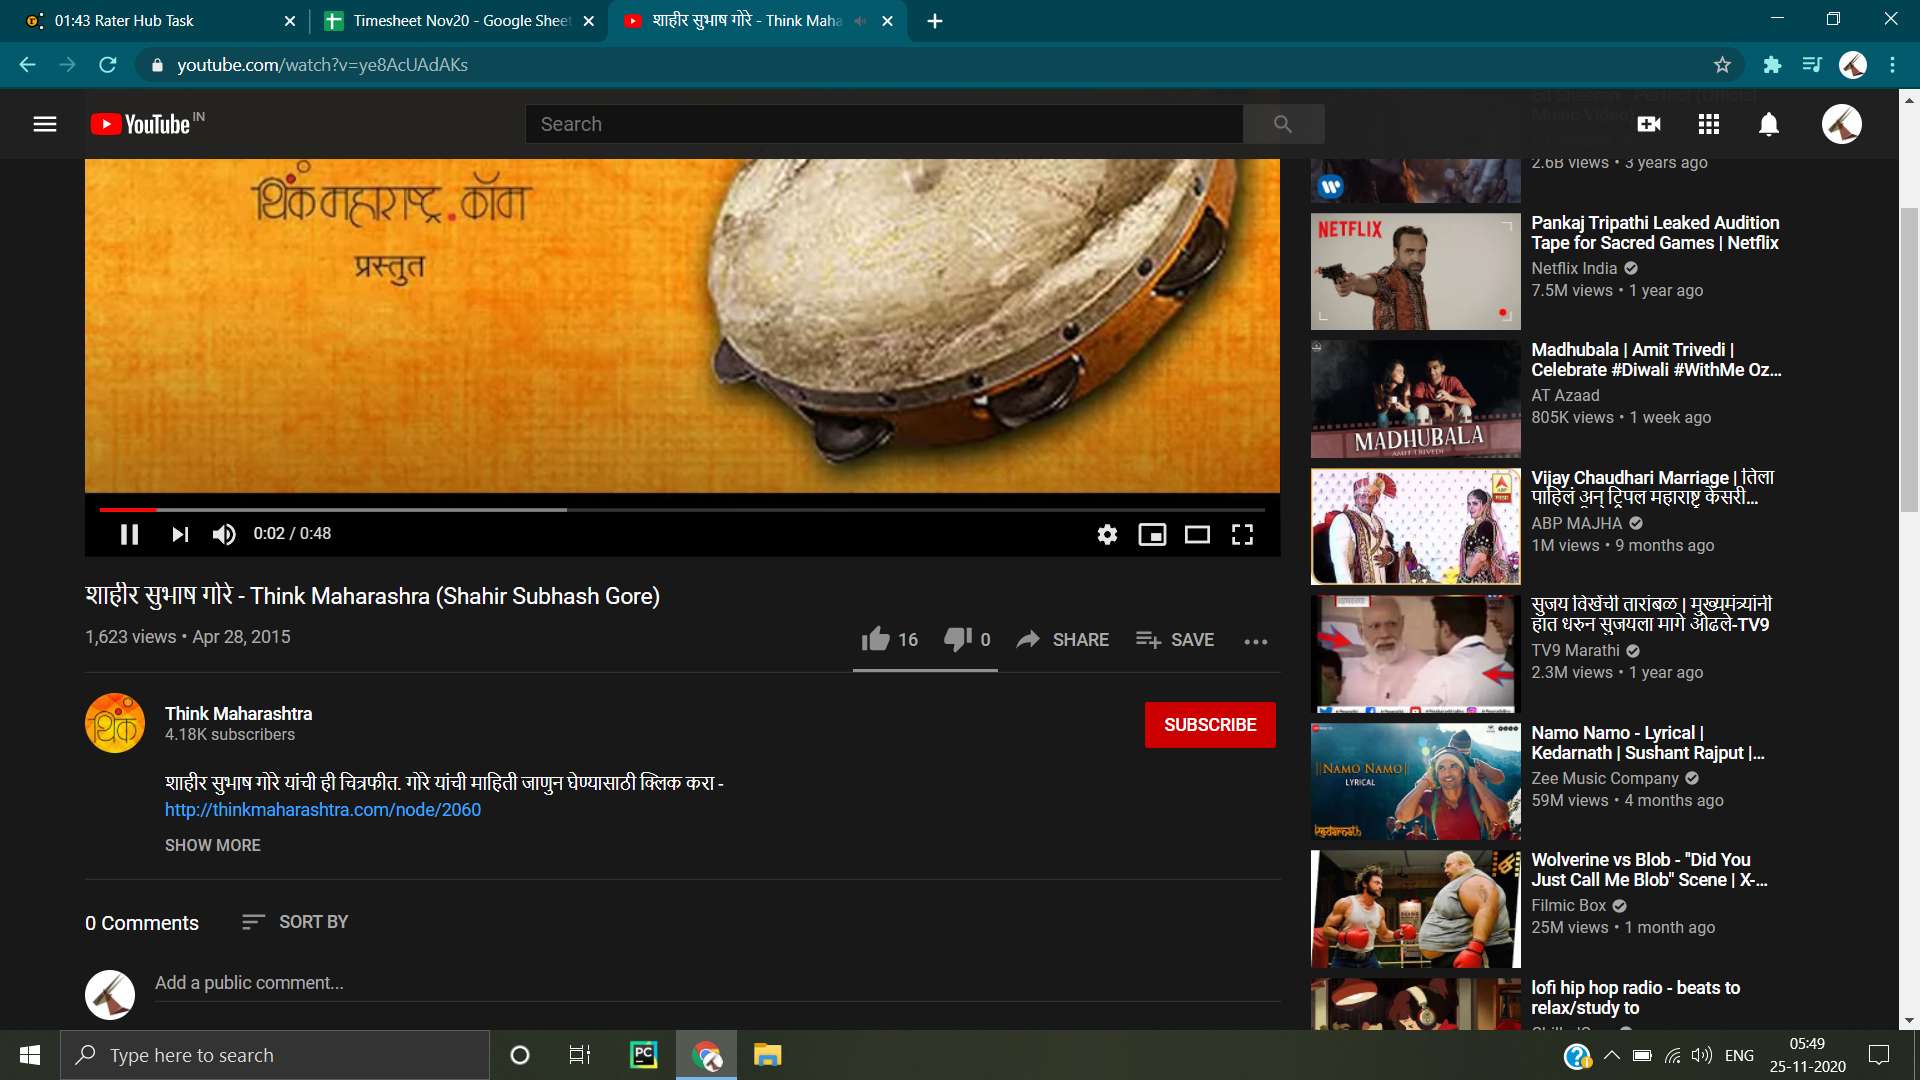 01:43 Rater Hub Task
Timesheet Nov20 - Google Sheet
शाहीर सुभाष गोरे - Think Maha
youtube.com/watch?v=ye8AcUAdAKs
YouTube IN
Search
थिंक महाराष्ट्र.कॉम
प्रस्तुत
0:02 / 0:48
शाहीर सुभाष गोरे - Think Maharashra (Shahir Subhash Gore)
1,623 views • Apr 28, 2015
16
0
SHARE
SAVE
थिंक
Think Maharashtra
4.18K subscribers
SUBSCRIBE
शाहीर सुभाष गोरे यांची ही चित्रफीत. गोरे यांची माहिती जाणुन घेण्यासाठी क्लिक करा -
http://thinkmaharashtra.com/node/2060
SHOW MORE
0 Comments
SORT BY
Add a public comment...
2.6B views • 3 years ago
NETFLIX
Pankaj Tripathi Leaked Audition
Tape for Sacred Games | Netflix
Netflix India
7.5M views • 1 year ago
MADHUBALA
AMIT TRIVEDI
Madhubala | Amit Trivedi |
Celebrate #Diwali #WithMe Oz...
AT Azaad
805K views • 1 week ago
Vijay Chaudhari Marriage | तिला
पाहिलं अन् ट्रिपल महाराष्ट्र केसरी...
ABP MAJHA
1M views • 9 months ago
सुजय विखेंची तारांबळ | मुख्यमंत्र्यांनी
हात धरुन सुजयला मागे ओढले-TV9
TV9 Marathi
2.3M views • 1 year ago
||NAMO NAMO||
LYRICAL
kedarnath
Namo Namo - Lyrical |
Kedarnath | Sushant Rajput |...
Zee Music Company
59M views • 4 months ago
Wolverine vs Blob - "Did You
Just Call Me Blob" Scene | X-...
Filmic Box
25M views • 1 month ago
lofi hip hop radio - beats to
relax/study to
Type here to search
PC
ENG
05:49
25-11-2020